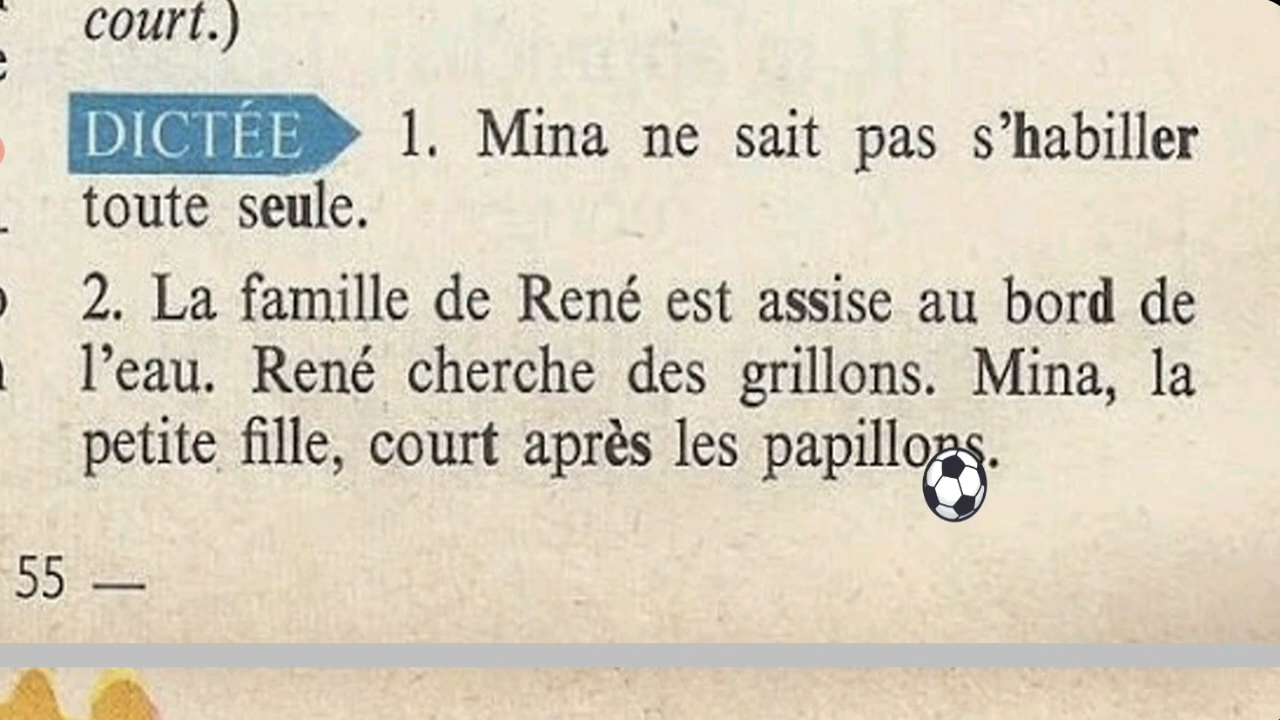 court.)
DICTÉE 1. Mina ne sait pas s'habiller
toute seule.
2. La famille de René est assise au bord de
l'eau. René cherche des grillons. Mina, la
petite fille, court après les papillons.
55 —